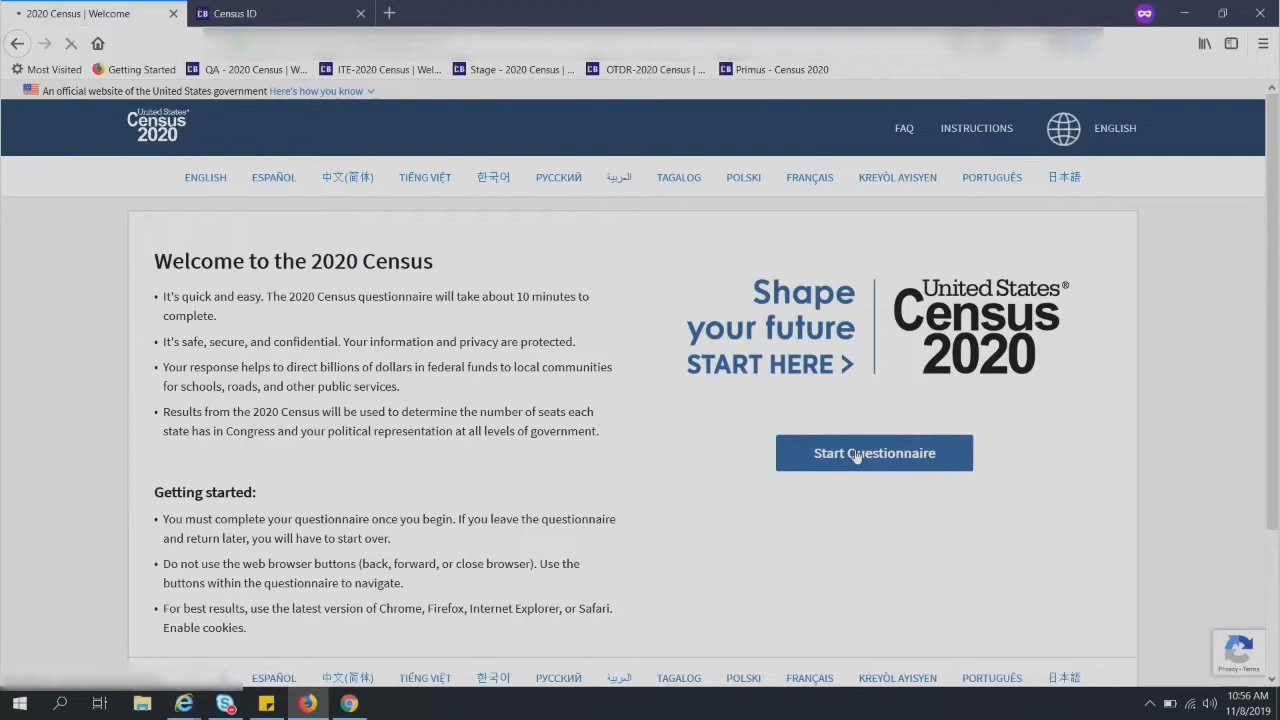 2020 Census | Welcome
Census ID
Most Visited
Getting Started
QA - 2020 Census | W...
ITE-2020 Census | Wel...
Stage - 2020 Census | ...
OTDR-2020 Census | ...
Primus - Census 2020
An official website of the United States government Here's how you know
United States®
Census
2020
FAQ
INSTRUCTIONS
ENGLISH
ENGLISH ESPAÑOL 中文(简体) TIẾNG VIỆT 한국어 РУССКИЙ العربية TAGALOG POLSKI FRANÇAIS KREYÒL AYISYEN PORTUGUÊS 日本語
Welcome to the 2020 Census
• It's quick and easy. The 2020 Census questionnaire will take about 10 minutes to
complete.
• It's safe, secure, and confidential. Your information and privacy are protected.
• Your response helps to direct billions of dollars in federal funds to local communities
for schools, roads, and other public services.
• Results from the 2020 Census will be used to determine the number of seats each
state has in Congress and your political representation at all levels of government.
Getting started:
• You must complete your questionnaire once you begin. If you leave the questionnaire
and return later, you will have to start over.
• Do not use the web browser buttons (back, forward, or close browser). Use the
buttons within the questionnaire to navigate.
• For best results, use the latest version of Chrome, Firefox, Internet Explorer, or Safari.
Enable cookies.
Shape
your future
START HERE >
United States®
Census
2020
Start Questionnaire
Privacy - Terms
ESPAÑOL 中文(简体) TIẾNG VIỆT 한국어 РУССКИЙ العربية TAGALOG POLSKI FRANÇAIS KREYÒL AYISYEN PORTUGUÊS 日本語
10:56 AM
11/8/2019